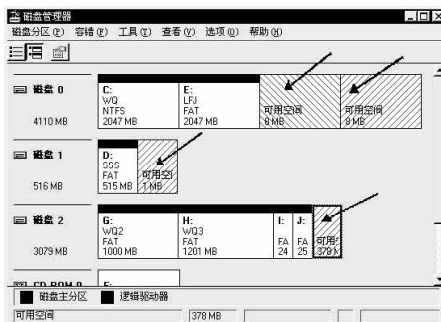 磁盘管理器
磁盘分区(P) 容错(F) 工具(T) 查看(V) 选项(O) 帮助(H)
磁盘 0
4110 MB
C:
WQ
NTFS
2047 MB
E:
LFJ
FAT
2047 MB
可用空间
8 MB
可用空间
8 MB
磁盘 1
516 MB
D:
SSS
FAT
515 MB
可用空
1 MB
磁盘 2
3079 MB
G:
WQ2
FAT
1000 MB
H:
WQ3
FAT
1201 MB
I:
FA
24
J:
FA
25
可用
379 M
CD-ROM 0
磁盘主分区 逻辑驱动器
可用空间 378 MB